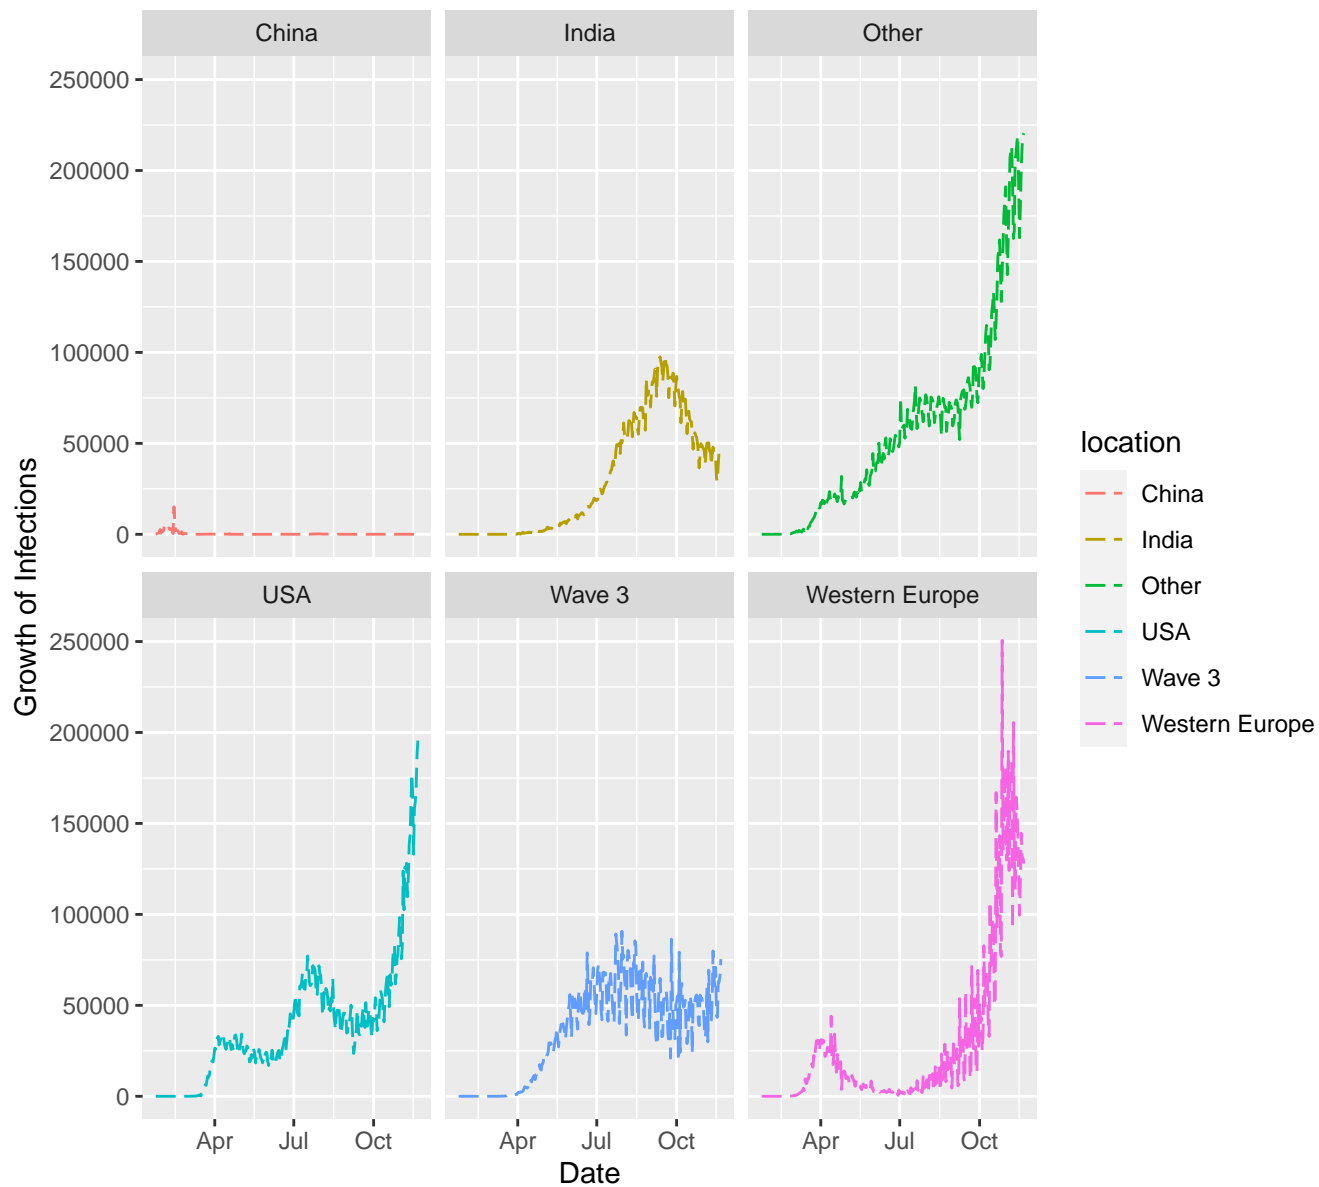 China
India
Other
250000
200000
150000
100000
50000
0
USA
Wave 3
Western Europe
250000
200000
150000
100000
50000
0
Apr
Jul
Oct
Apr
Jul
Oct
Apr
Jul
Oct
Date
Growth of Infections
location
China
India
Other
USA
Wave 3
Western Europe